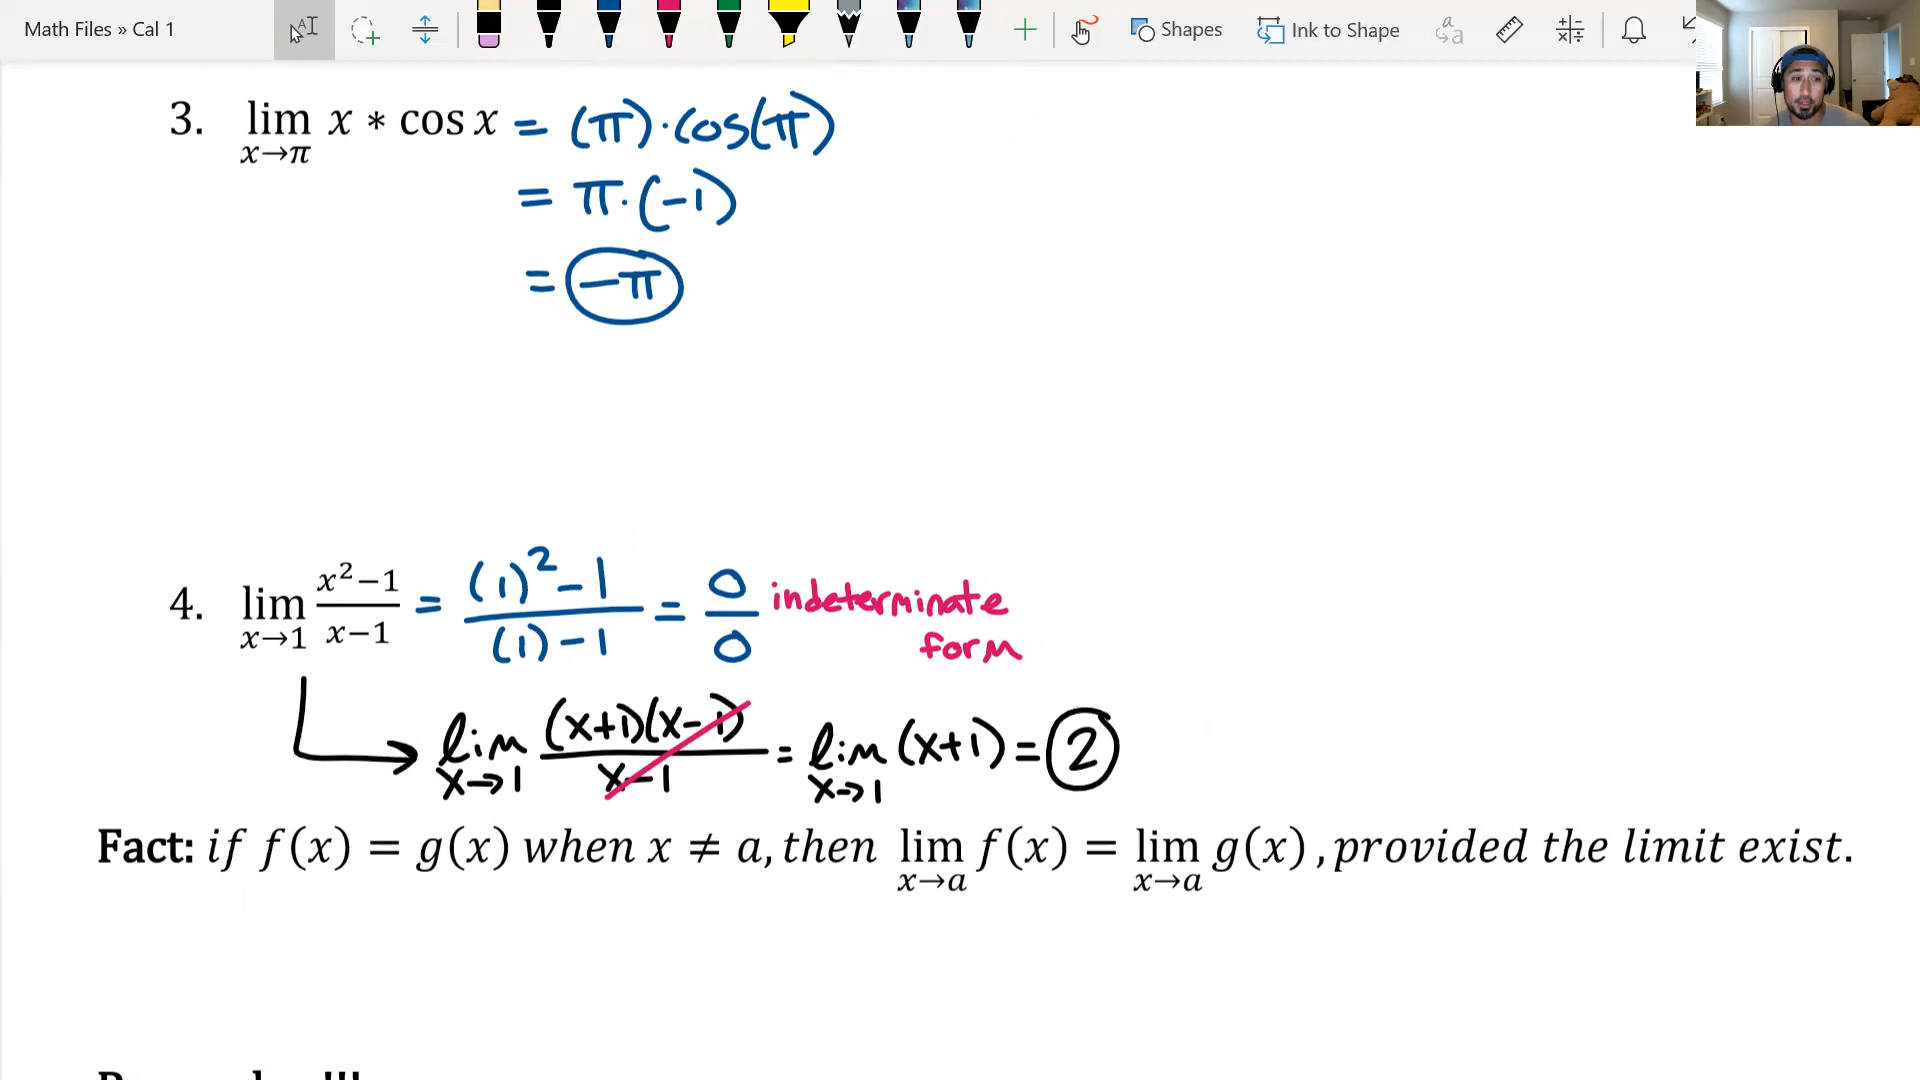 Math Files » Cal 1
Shapes
Ink to Shape
3. lim x→π x * cos x = (π)·cos(π)
= π·(-1)
= -π
4. lim x→1 x²-1 / x-1 = (1)²-1 / (1)-1 = 0/0 indeterminate
form
lim x→1 (x+1)(x-1) / x-1 = lim x→1 (x+1) = 2
Fact: if f(x) = g(x) when x ≠ a, then lim x→a f(x) = lim x→a g(x), provided the limit exist.